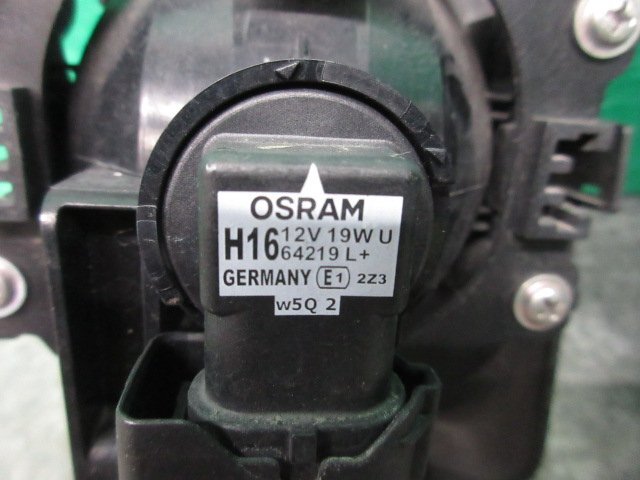 OSRAM
H16 12V 19W U
64219 L+
GERMANY E1 2Z3
w5Q 2